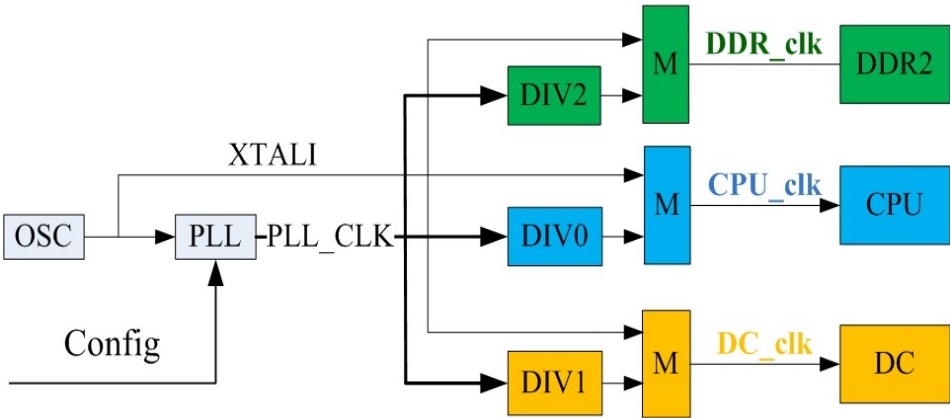 DDR_clk
M
DDR2
DIV2
XTALI
CPU_clk
M
CPU
OSC
PLL
PLL_CLK
DIV0
Config
DC_clk
M
DC
DIV1